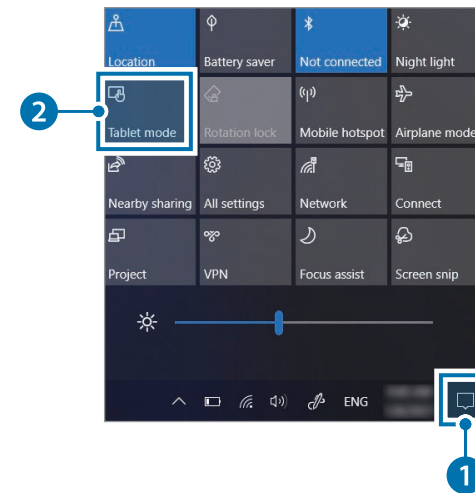 Location Battery saver Not connected Night light
2
Tablet mode Rotation lock Mobile hotspot Airplane mode
Nearby sharing All settings Network Connect
Project VPN Focus assist Screen snip
ENG
1